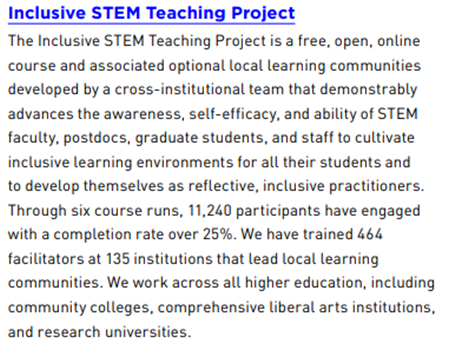 Inclusive STEM Teaching Project
The Inclusive STEM Teaching Project is a free, open, online
course and associated optional local learning communities
developed by a cross-institutional team that demonstrably
advances the awareness, self-efficacy, and ability of STEM
faculty, postdocs, graduate students, and staff to cultivate
inclusive learning environments for all their students and
to develop themselves as reflective, inclusive practitioners.
Through six course runs, 11,240 participants have engaged
with a completion rate over 25%. We have trained 464
facilitators at 135 institutions that lead local learning
communities. We work across all higher education, including
community colleges, comprehensive liberal arts institutions,
and research universities.